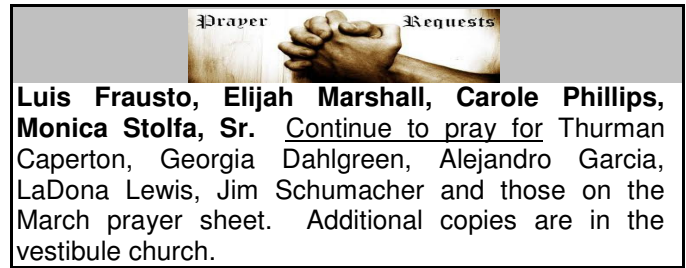 Prayer Requests
Luis Frausto, Elijah Marshall, Carole Phillips,
Monica Stolfa, Sr. Continue to pray for Thurman
Caperton, Georgia Dahlgreen, Alejandro Garcia,
LaDona Lewis, Jim Schumacher and those on the
March prayer sheet. Additional copies are in the
vestibule church.